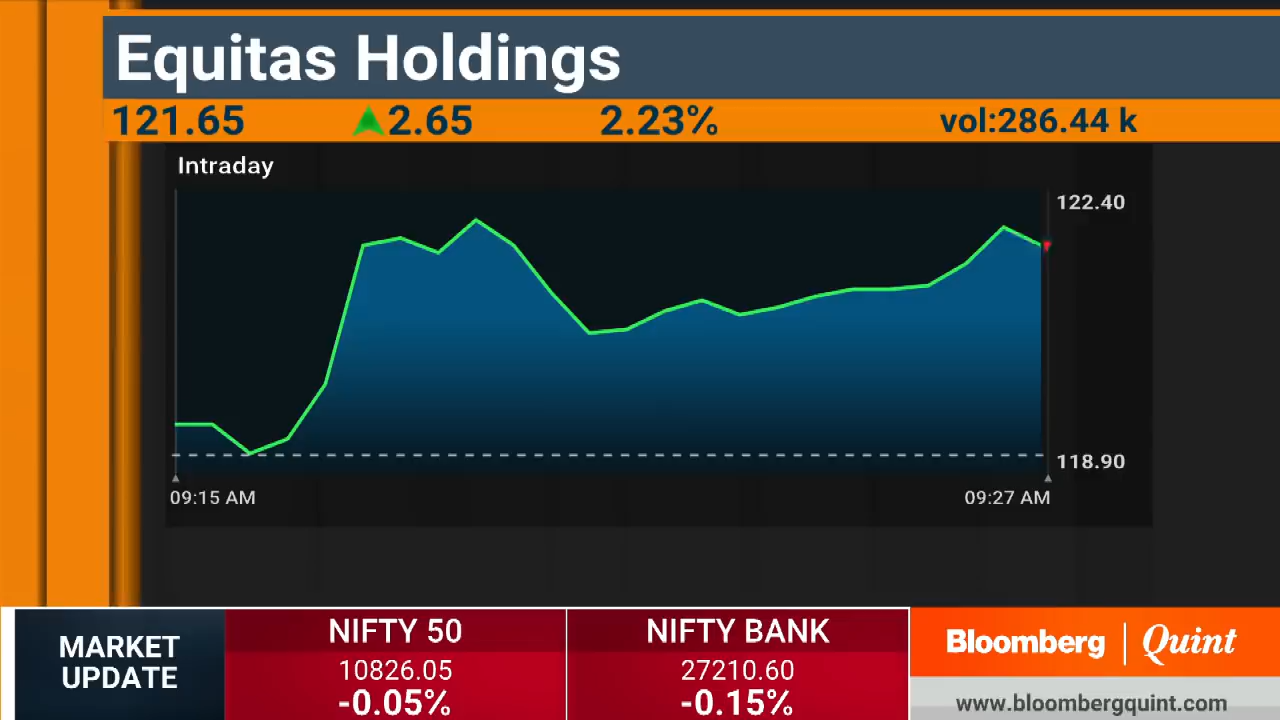 Equitas Holdings
121.65 2.65 2.23% vol:286.44 k
Intraday
122.40
118.90
09:15 AM 09:27 AM
MARKET UPDATE
NIFTY 50
10826.05
-0.05%
NIFTY BANK
27210.60
-0.15%
Bloomberg | Quint
www.bloombergquint.com